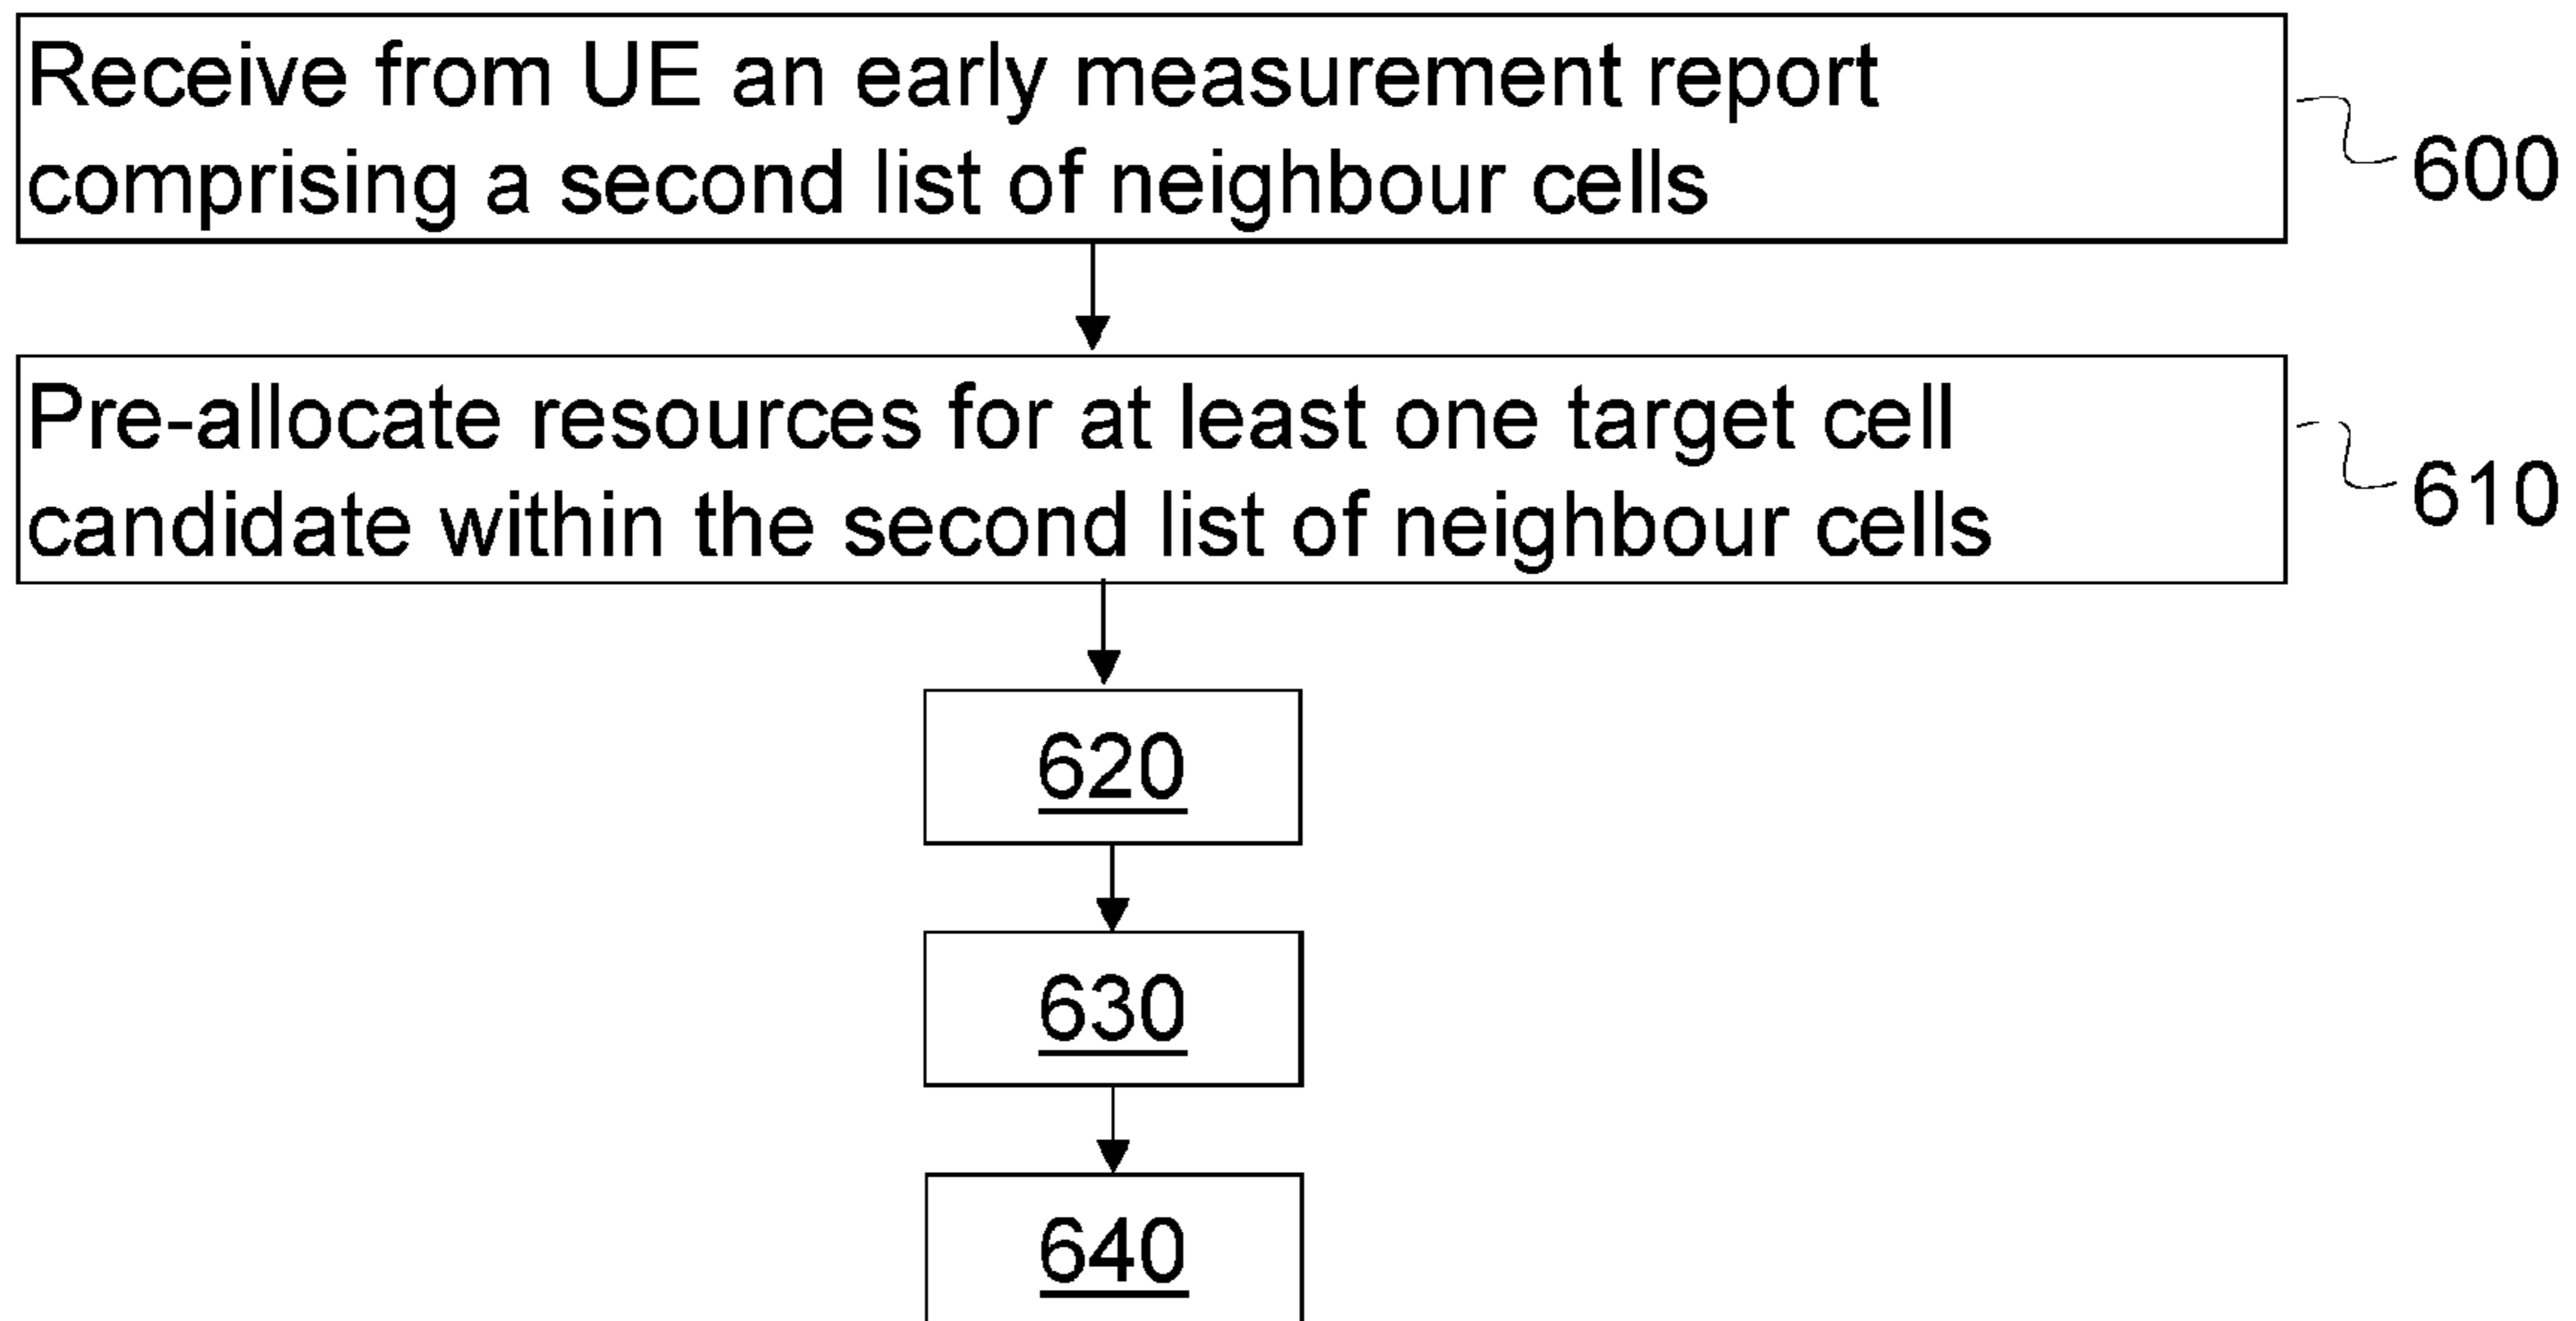 Receive from UE an early measurement report
comprising a second list of neighbour cells
600
Pre-allocate resources for at least one target cell
candidate within the second list of neighbour cells
610
620
630
640